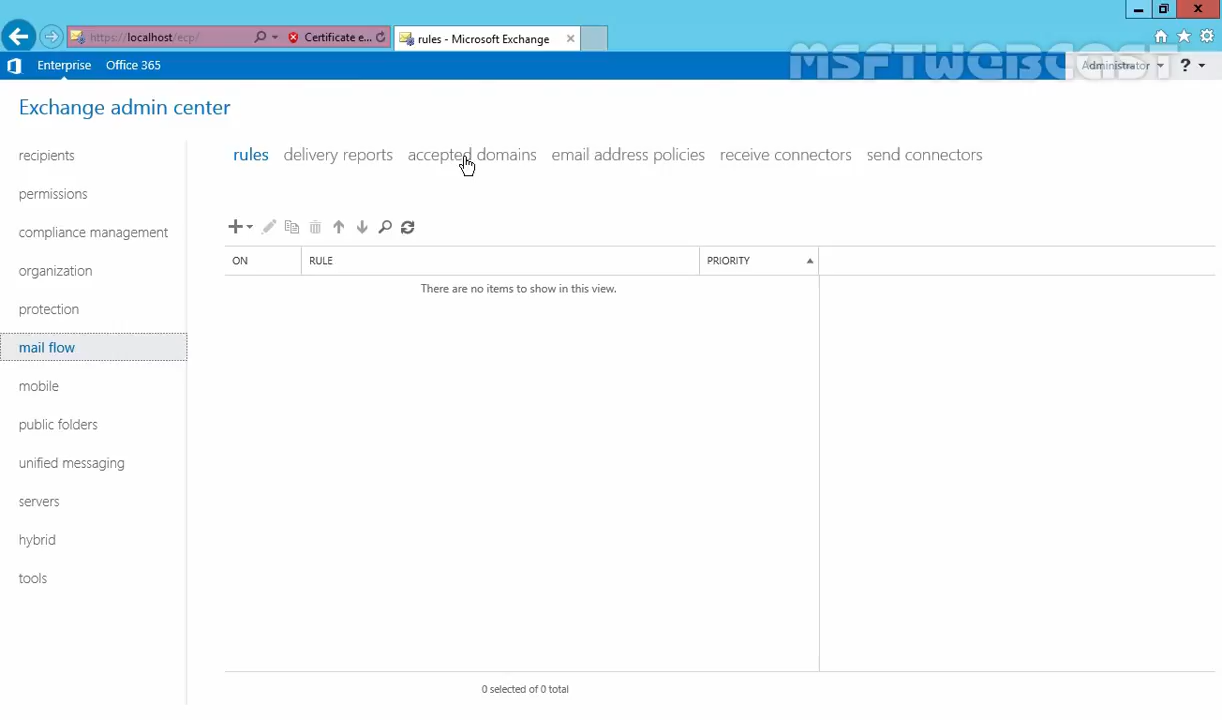 https://localhost/ecp/
Certificate e...
rules - Microsoft Exchange
MSFTWEBCAST
Enterprise
Office 365
Administrator
?
Exchange admin center
recipients
permissions
compliance management
organization
protection
mail flow
mobile
public folders
unified messaging
servers
hybrid
tools
rules delivery reports accepted domains email address policies receive connectors send connectors
ON RULE PRIORITY
There are no items to show in this view.
0 selected of 0 total